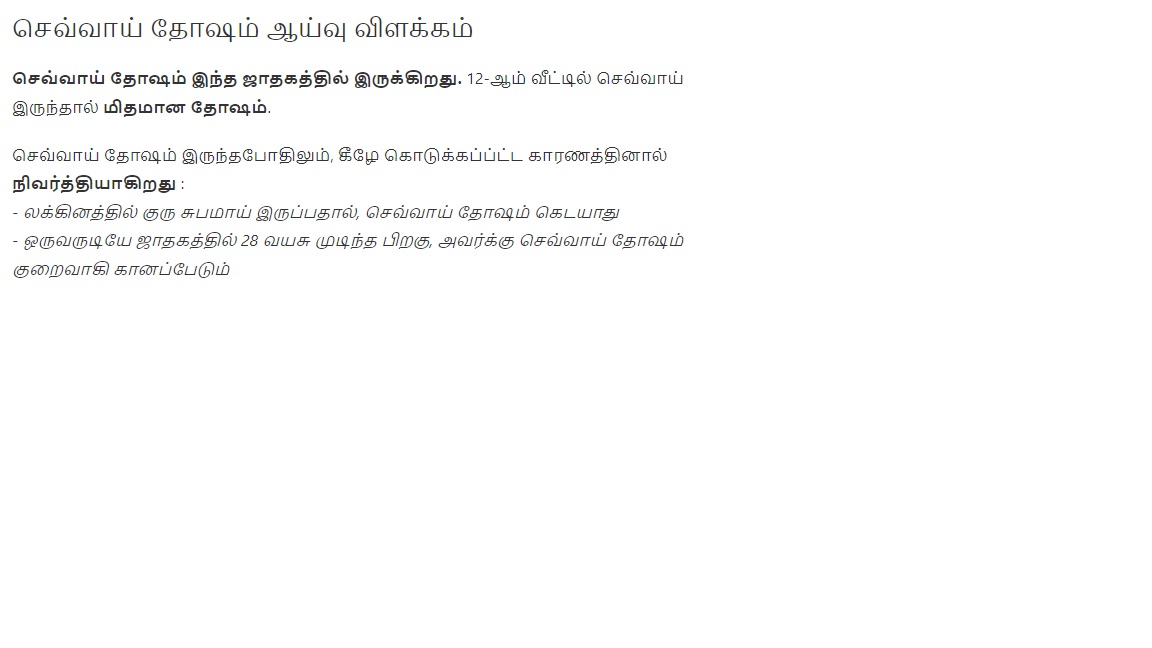 செவ்வாய் தோஷம் ஆய்வு விளக்கம்
செவ்வாய் தோஷம் இந்த ஜாதகத்தில் இருக்கிறது. 12-ஆம் வீட்டில் செவ்வாய்
இருந்தால் மிதமான தோஷம்.
செவ்வாய் தோஷம் இருந்தபோதிலும், கீழே கொடுக்கப்ப்ட்ட காரணத்தினால்
நிவர்த்தியாகிறது :
- லக்கினத்தில் குரு சுபமாய் இருப்பதால், செவ்வாய் தோஷம் கெடயாது
- ஒருவருடியே ஜாதகத்தில் 28 வயசு முடிந்த பிறகு, அவர்க்கு செவ்வாய் தோஷம்
குறைவாகி கானப்பேடும்